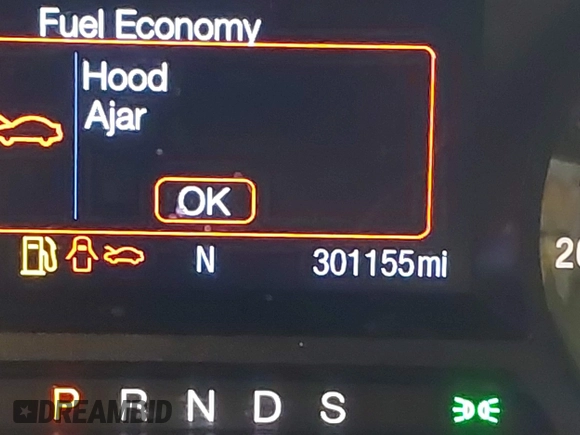 Fuel Economy
Hood
Ajar
OK
N 301155mi
P R N D S
DREAMBID